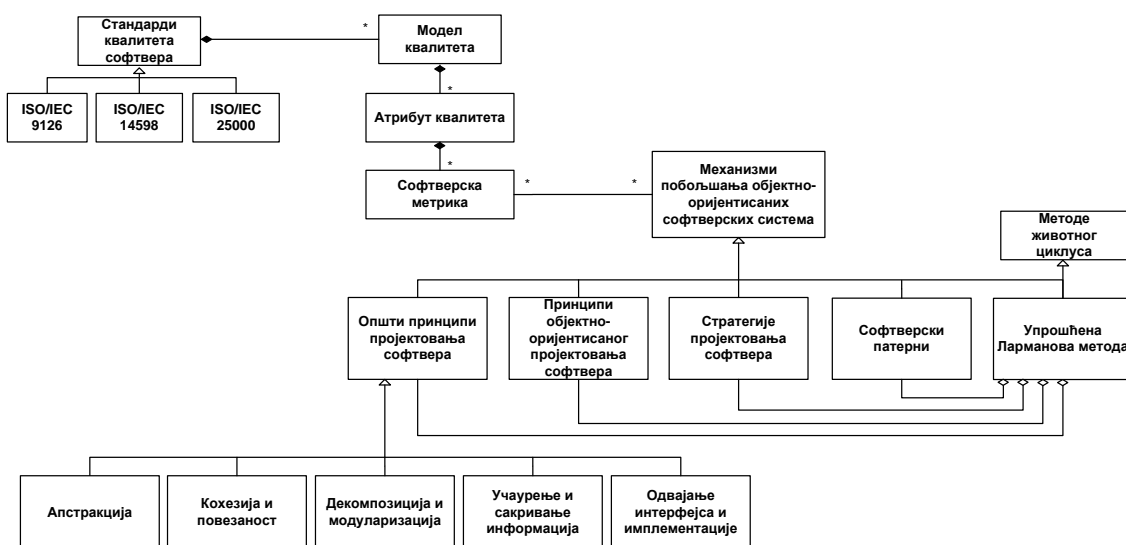 Стандарди
квалитета
софтвера
*
Модел
квалитета
ISO/IEC
9126
ISO/IEC
14598
ISO/IEC
25000
*
Атрибут квалитета
*
Софтверска
метрика
*
*
Механизми
побољшања објектно-
оријентисаних
софтверских система
Методе
животног
циклуса
Општи принципи
пројектовања
софтвера
Принципи
објектно-
оријентисаног
пројектовања
софтвера
Стратегије
пројектовања
софтвера
Софтверски
патерни
Упрошћена
Ларманова метода
Апстракција
Кохезија и
повезаност
Декомпозиција и
модуларизација
Учаурење и
сакривање
информација
Одвајање
интерфејса и
имплементације